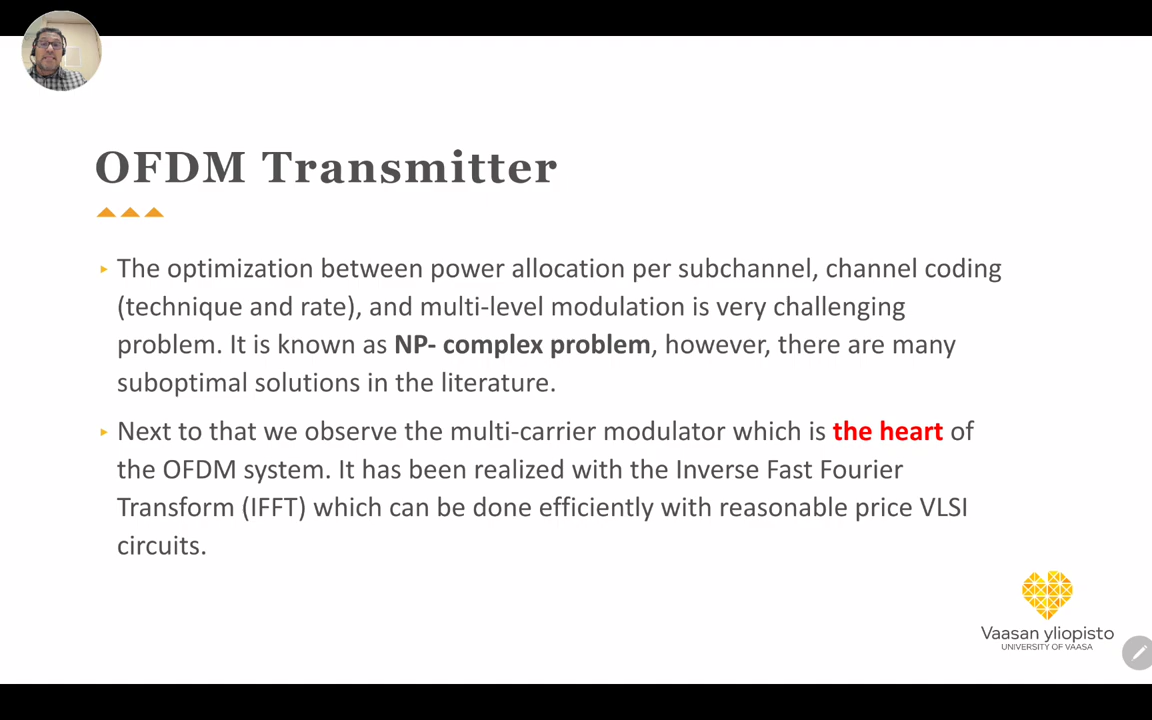 OFDM Transmitter
The optimization between power allocation per subchannel, channel coding
(technique and rate), and multi-level modulation is very challenging
problem. It is known as NP- complex problem, however, there are many
suboptimal solutions in the literature.
Next to that we observe the multi-carrier modulator which is the heart of
the OFDM system. It has been realized with the Inverse Fast Fourier
Transform (IFFT) which can be done efficiently with reasonable price VLSI
circuits.
Vaasan yliopisto
UNIVERSITY OF VAASA